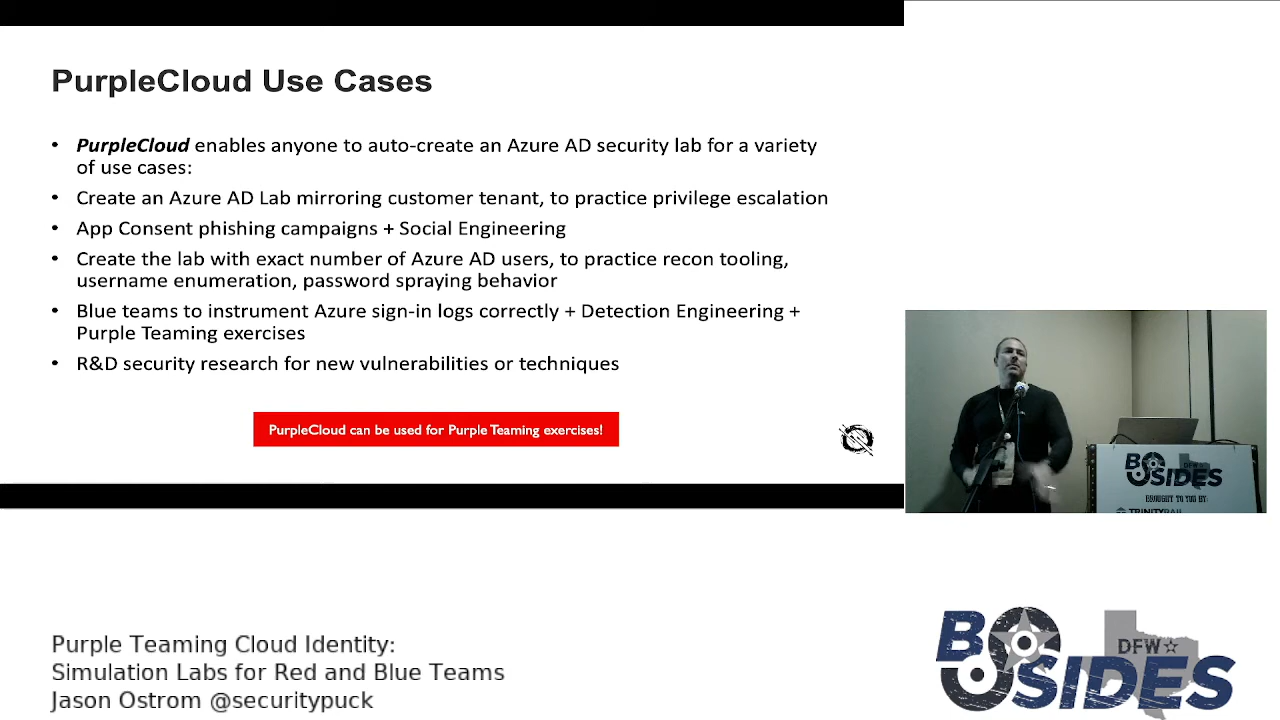 PurpleCloud Use Cases
• PurpleCloud enables anyone to auto-create an Azure AD security lab for a variety
of use cases:
• Create an Azure AD Lab mirroring customer tenant, to practice privilege escalation
• App Consent phishing campaigns + Social Engineering
• Create the lab with exact number of Azure AD users, to practice recon tooling,
username enumeration, password spraying behavior
• Blue teams to instrument Azure sign-in logs correctly + Detection Engineering +
Purple Teaming exercises
• R&D security research for new vulnerabilities or techniques
PurpleCloud can be used for Purple Teaming exercises!
BSIDES
DFW
BROUGHT TO YOU BY:
TRINITYRAIL
Purple Teaming Cloud Identity:
Simulation Labs for Red and Blue Teams
Jason Ostrom @securitypuck
BSIDES
DFW